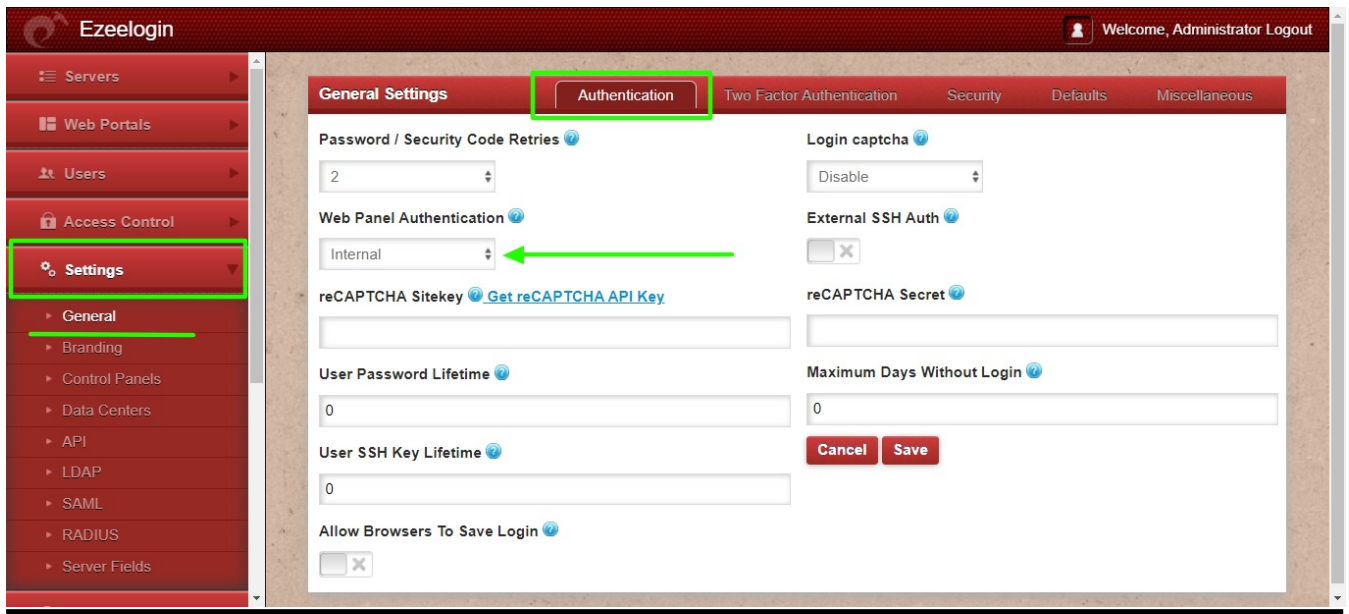 Ezeelogin
Welcome, Administrator Logout
Servers
Web Portals
Users
Access Control
Settings
General
Branding
Control Panels
Data Centers
API
LDAP
SAML
RADIUS
Server Fields
General Settings
Authentication
Two Factor Authentication
Security
Defaults
Miscellaneous
Password / Security Code Retries
2
Login captcha
Disable
Web Panel Authentication
Internal
External SSH Auth
reCAPTCHA Sitekey Get reCAPTCHA API Key
reCAPTCHA Secret
User Password Lifetime
0
Maximum Days Without Login
0
User SSH Key Lifetime
0
Cancel Save
Allow Browsers To Save Login